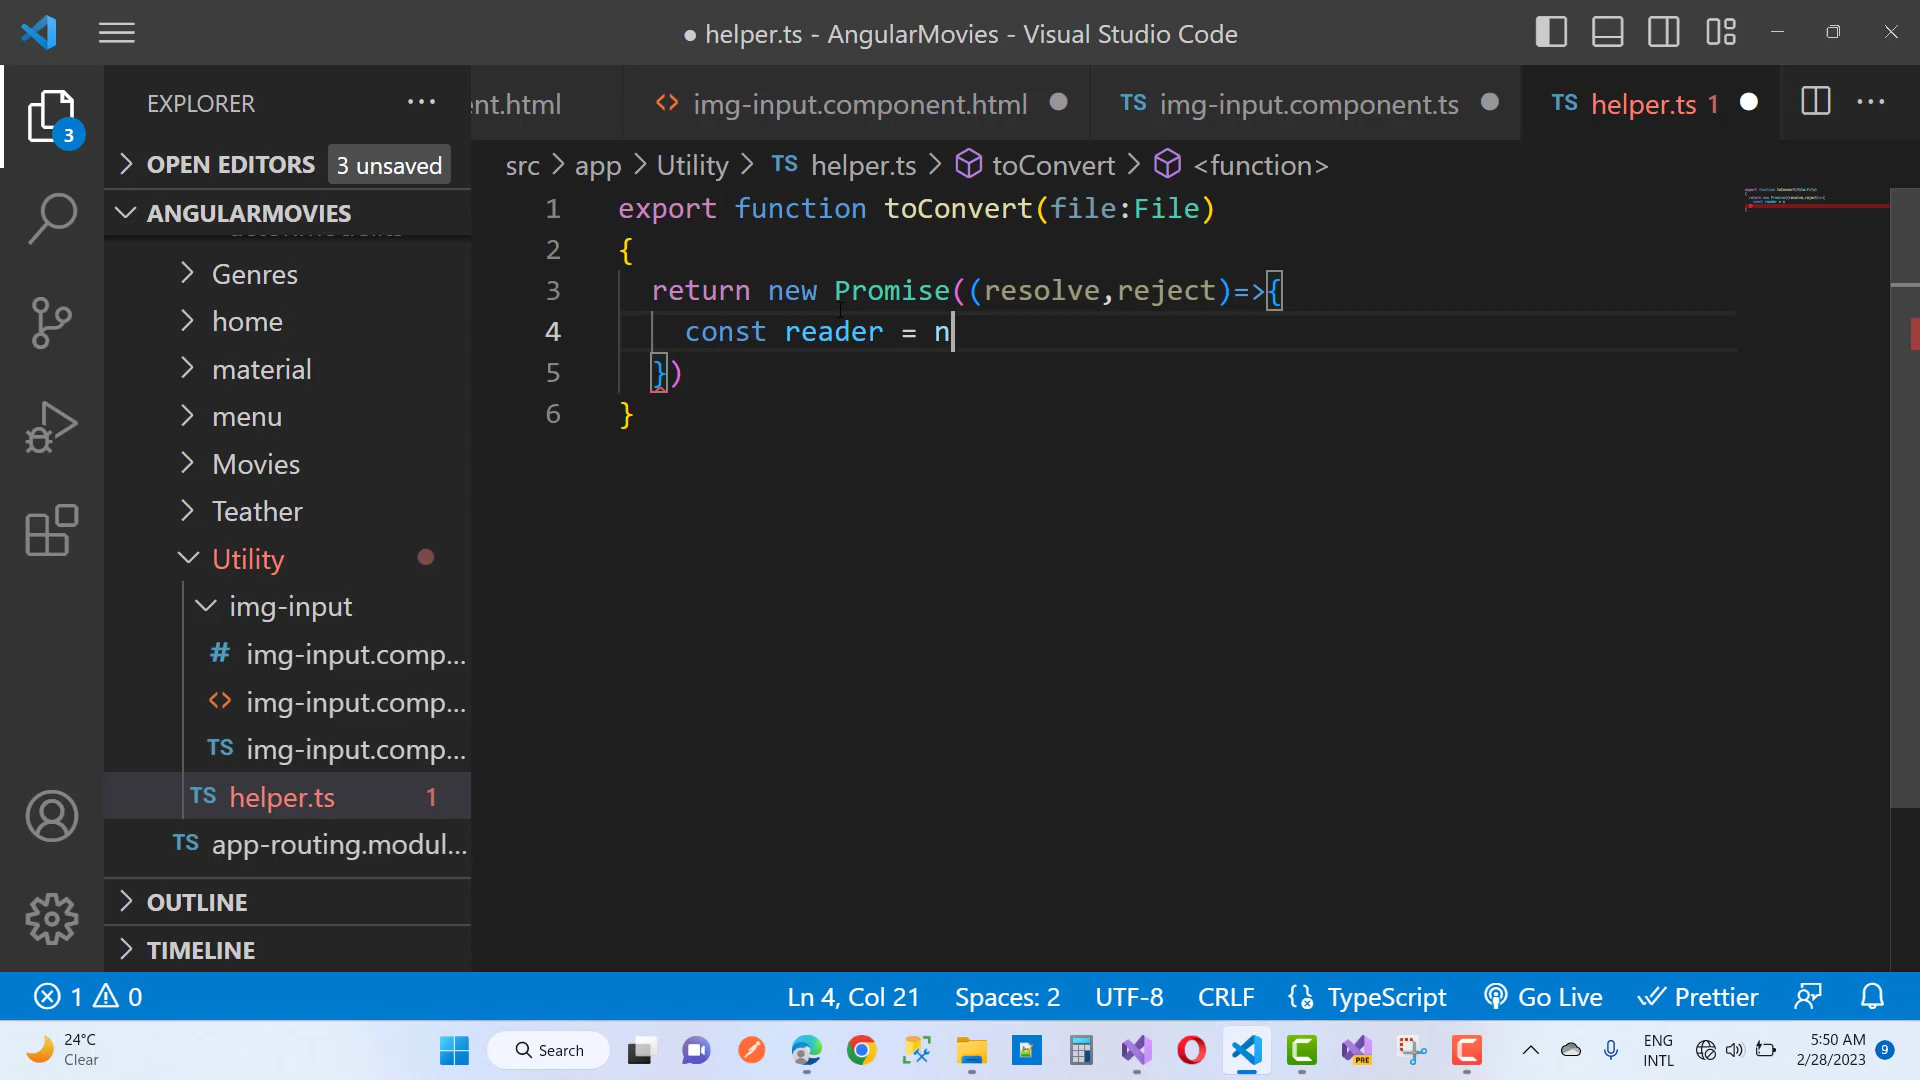 helper.ts - AngularMovies - Visual Studio Code
EXPLORER
nt.html
img-input.component.html
TS img-input.component.ts
TS helper.ts 1
OPEN EDITORS 3 unsaved
src > app > Utility > TS helper.ts > toConvert > <function>
ANGULARMOVIES
Genres
home
material
menu
Movies
Teather
Utility
img-input
# img-input.comp...
<> img-input.comp...
TS img-input.comp...
TS helper.ts 1
TS app-routing.modul...
OUTLINE
TIMELINE
3
1 export function toConvert(file:File)
2 {
3 return new Promise((resolve,reject)=>{
4 const reader = n
5 })
6 }
1 0
Ln 4, Col 21
Spaces: 2
UTF-8
CRLF
TypeScript
Go Live
Prettier
24°C
Clear
Search
PRE
ENG
INTL
5:50 AM
2/28/2023
9